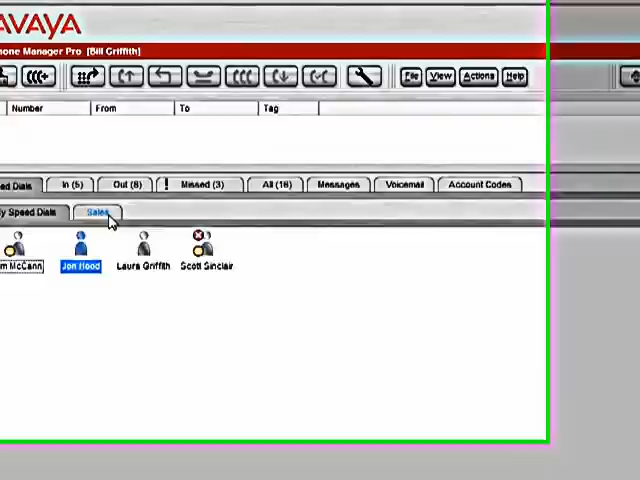 AVAYA
hone Manager Pro [Bill Griffith]
File View Actions Help
Number From To Tag
ed Dials In (5) Out (8) ! Missed (3) All (16) Messages Voicemail Account Codes
ly Speed Dials Sales
m McCann Jon Hood Laura Griffith Scott Sinclair